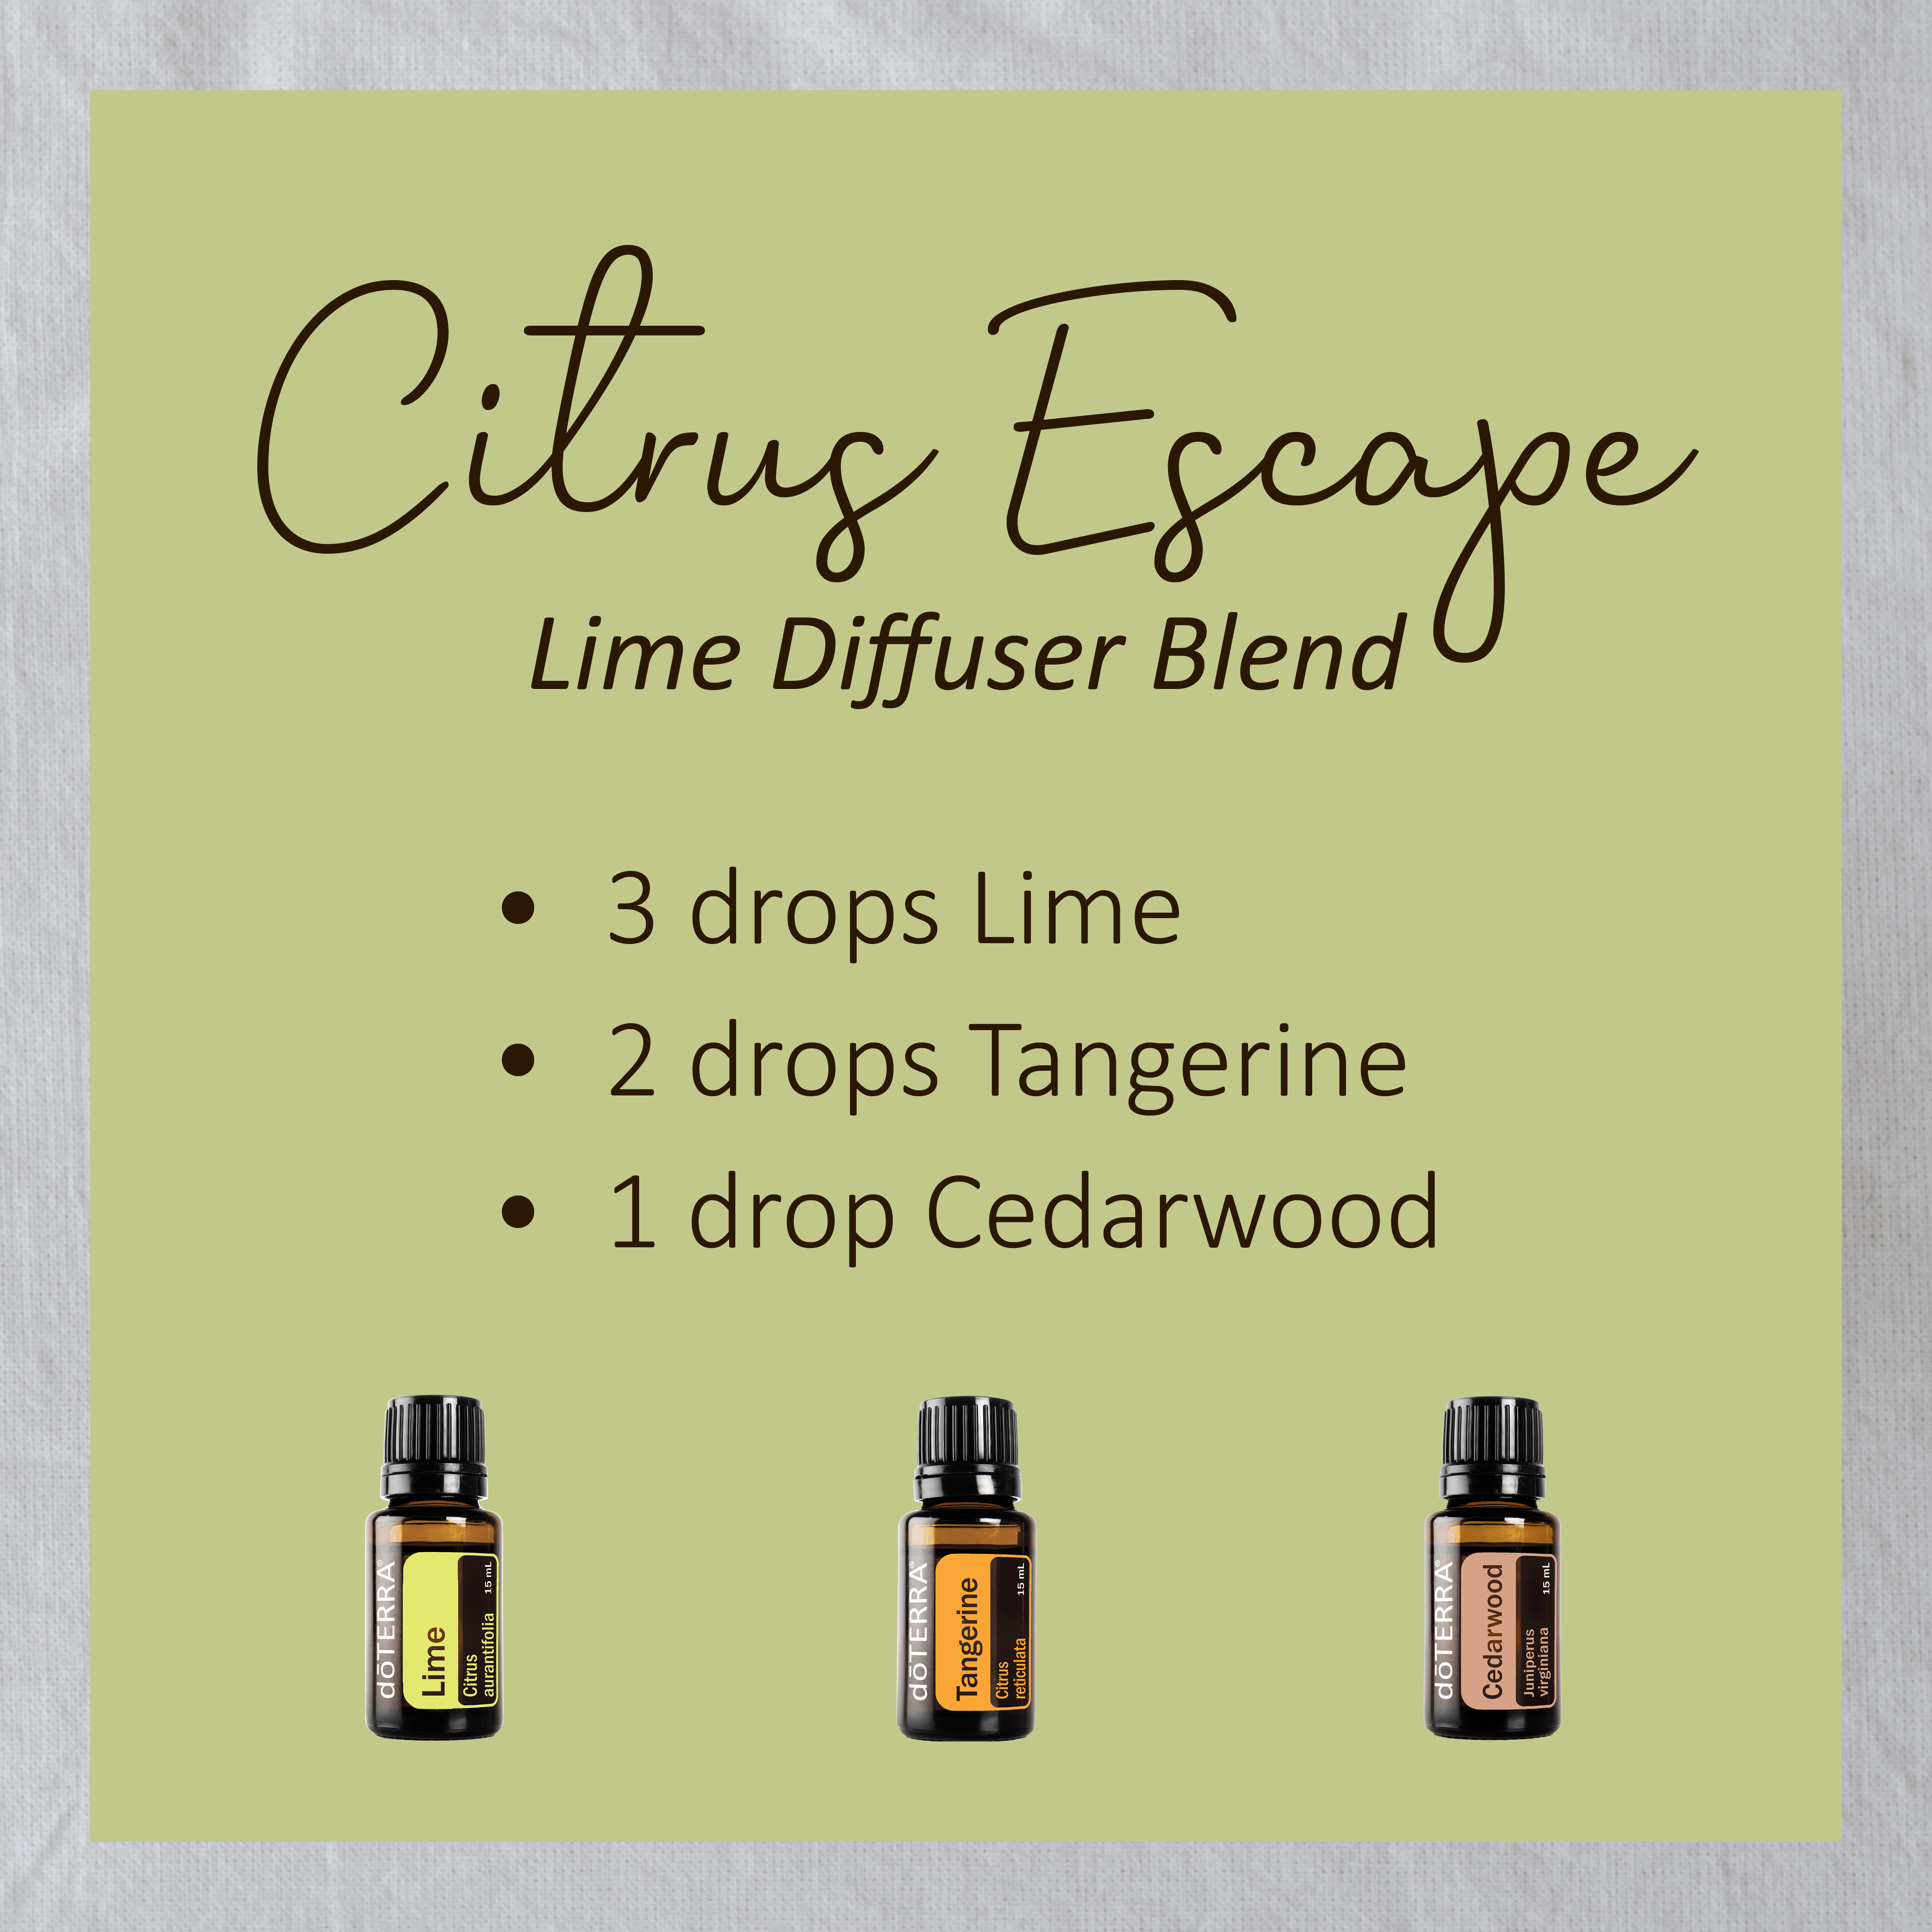 Citrus Escape
Lime Diffuser Blend
• 3 drops Lime
• 2 drops Tangerine
• 1 drop Cedarwood
dōTERRA®
Lime
Citrus
aurantifolia
15 mL
dōTERRA®
Tangerine
Citrus
reticulata
15 mL
dōTERRA®
Cedarwood
Juniperus
virginiana
15 mL